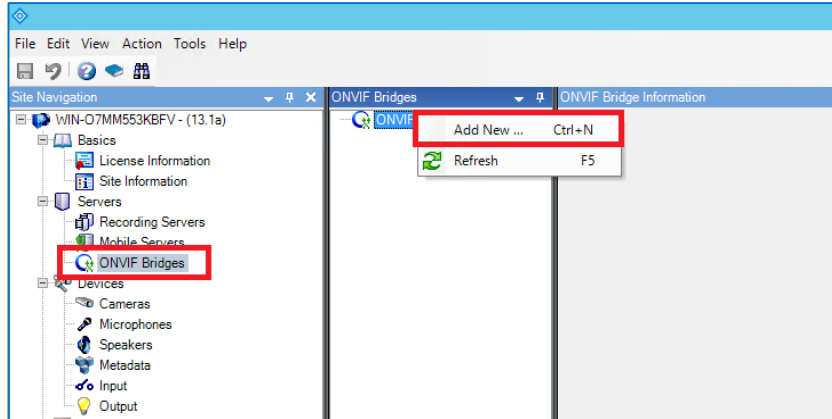 File Edit View Action Tools Help
Site Navigation
WIN-O7MM553KBFV - (13.1a)
Basics
License Information
Site Information
Servers
Recording Servers
Mobile Servers
ONVIF Bridges
Devices
Cameras
Microphones
Speakers
Metadata
Input
Output
ONVIF Bridges
ONVIF
Add New ... Ctrl+N
Refresh F5
ONVIF Bridge Information